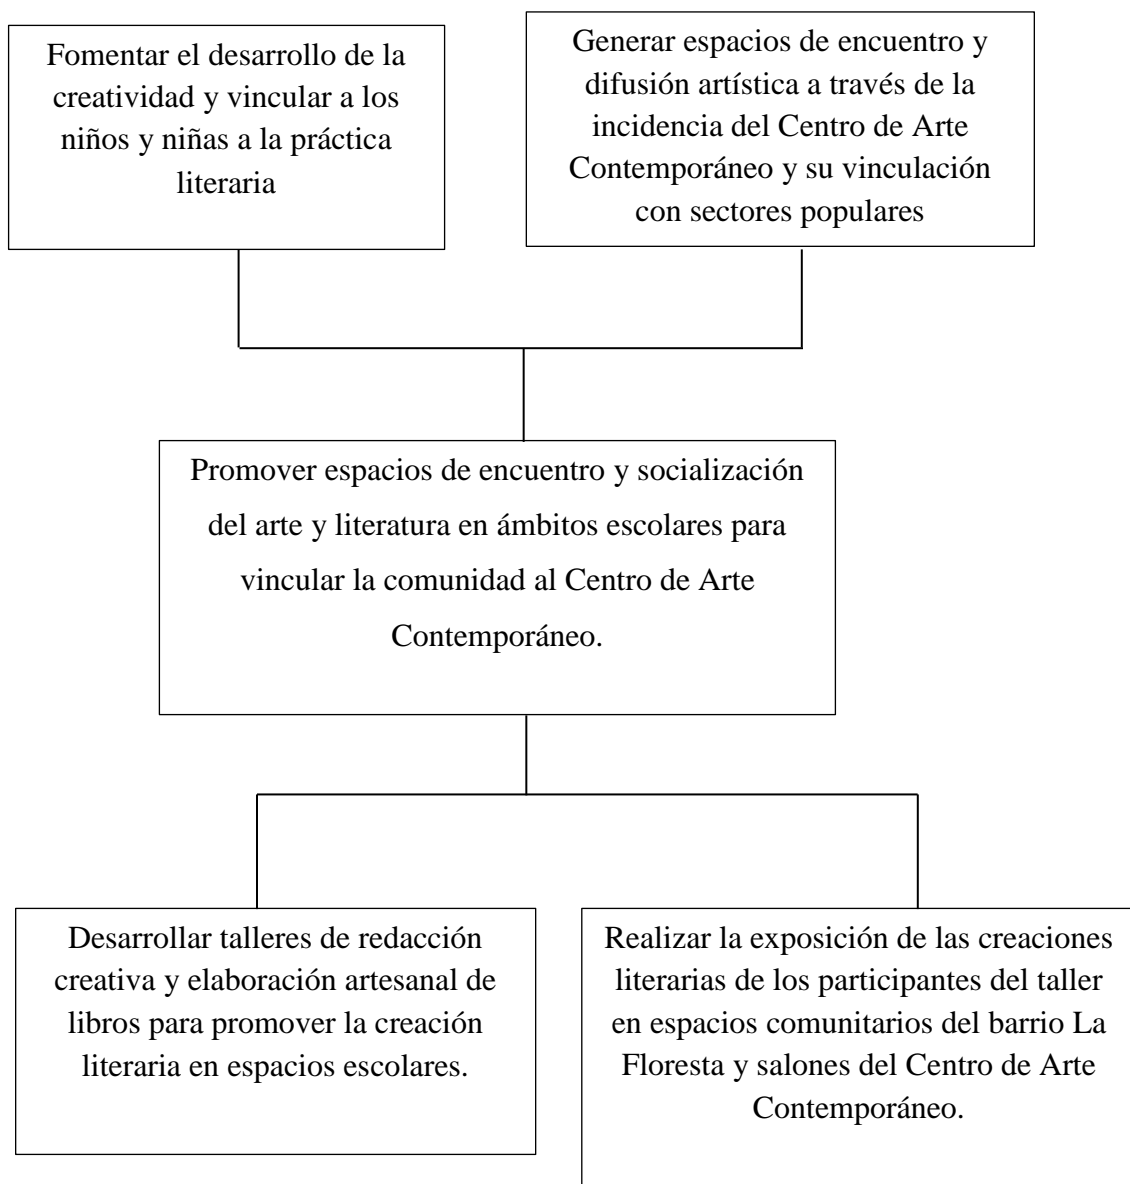 Fomentar el desarrollo de la
creatividad y vincular a los
niños y niñas a la práctica
literaria
Generar espacios de encuentro y
difusión artística a través de la
incidencia del Centro de Arte
Contemporáneo y su vinculación
con sectores populares
Promover espacios de encuentro y socialización
del arte y literatura en ámbitos escolares para
vincular la comunidad al Centro de Arte
Contemporáneo.
Desarrollar talleres de redacción
creativa y elaboración artesanal de
libros para promover la creación
literaria en espacios escolares.
Realizar la exposición de las creaciones
literarias de los participantes del taller
en espacios comunitarios del barrio La
Floresta y salones del Centro de Arte
Contemporáneo.